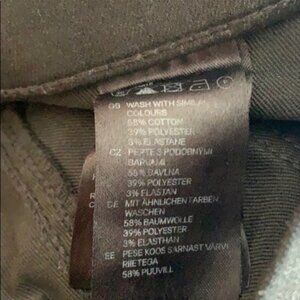 GB WASH WITH SIMILAR
COLOURS
58% COTTON
39% POLYESTER
3% ELASTANE
CZ PERTE S PODOBNÝMI
BARVAMI
58% BAVLNA
39% POLYESTER
3% ELASTAN
DE MIT ÄHNLICHEN FARBEN
WASCHEN
58% BAUMWOLLE
39% POLYESTER
3% ELASTHAN
EE PESE KOOS SARNAST VÄRVI
RIIETEGA
58% PUUVILL